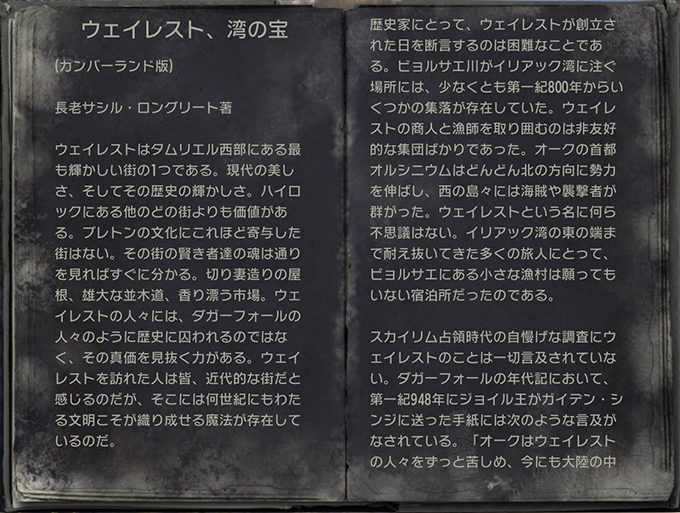 ウェイレスト、湾の宝
(カンバーランド版)
長老サシル・ロングリート著
ウェイレストはタムリエル西部にある最
も輝かしい街の1つである。現代の美し
さ、そしてその歴史の輝かしさ。ハイロ
ックにある他のどの街よりも価値があ
る。ブレトンの文化にこれほど寄与した
街はない。その街の賢き者達の魂は通り
を見ればすぐに分かる。切り妻造りの屋
根、雄大な並木道、香り漂う市場。ウェ
イレストの人々には、ダガーフォールの
人々のように歴史に囚われるのではな
く、その真価を見抜く力がある。ウェイ
レストを訪れた人は皆、近代的な街だと
感じるのだが、そこには何世紀にもわた
る文明こそが織り成せる魔法が存在して
いるのだ。
歴史家にとって、ウェイレストが創立さ
れた日を断言するのは困難なことであ
る。ビョルサエ川がイリアック湾に注ぐ
場所には、少なくとも第一紀800年からい
くつかの集落が存在していた。ウェイレ
ストの商人と漁師を取り囲むのは非友好
的な集団ばかりであった。オークの首都
オルシニウムはどんどん北の方向に勢力
を伸ばし、西の島々には海賊や襲撃者が
群がった。ウェイレストという名に何ら
不思議はない。イリアック湾の東の端ま
で耐え抜いてきた多くの旅人にとって、
ビョルサエにある小さな漁村は願っても
いない宿泊所だったのである。
スカイリム占領時代の自慢げな調査にウ
ェイレストのことは一切言及されていな
い。ダガーフォールの年代記において、
第一紀948年にジョイル王がガイデン・シ
ンジに送った手紙には次のような言及が
なされている。「オークはウェイレスト
の人々をずっと苦しめ、今にも大陸の中